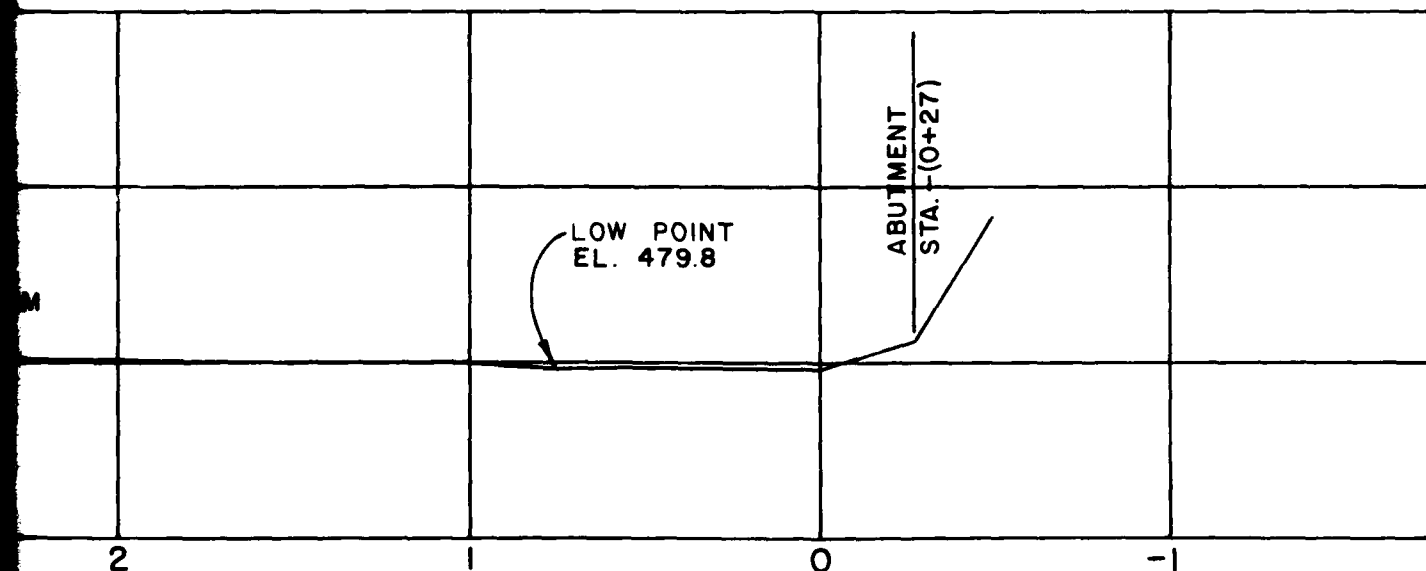 ABUTMENT
STA. -(0+27)
LOW POINT
EL. 479.8
M
2 1 0 -1